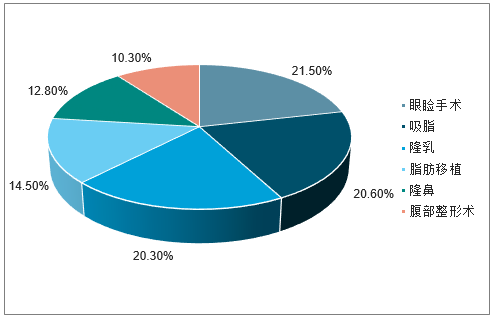 10.30%
21.50%
12.80%
14.50%
20.60%
20.30%
眼睑手术
吸脂
隆乳
脂肪移植
隆鼻
腹部整形术